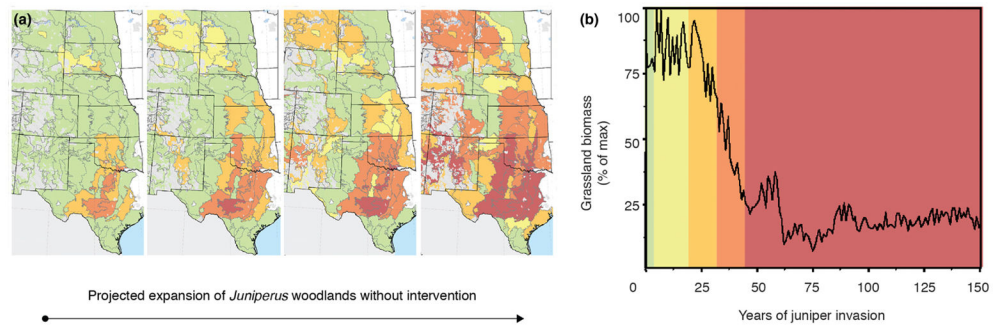 (a)
Projected expansion of Juniperus woodlands without intervention
(b)
Grassland biomass
(% of max)
100
75
50
25
0 25 50 75 100 125 150
Years of juniper invasion